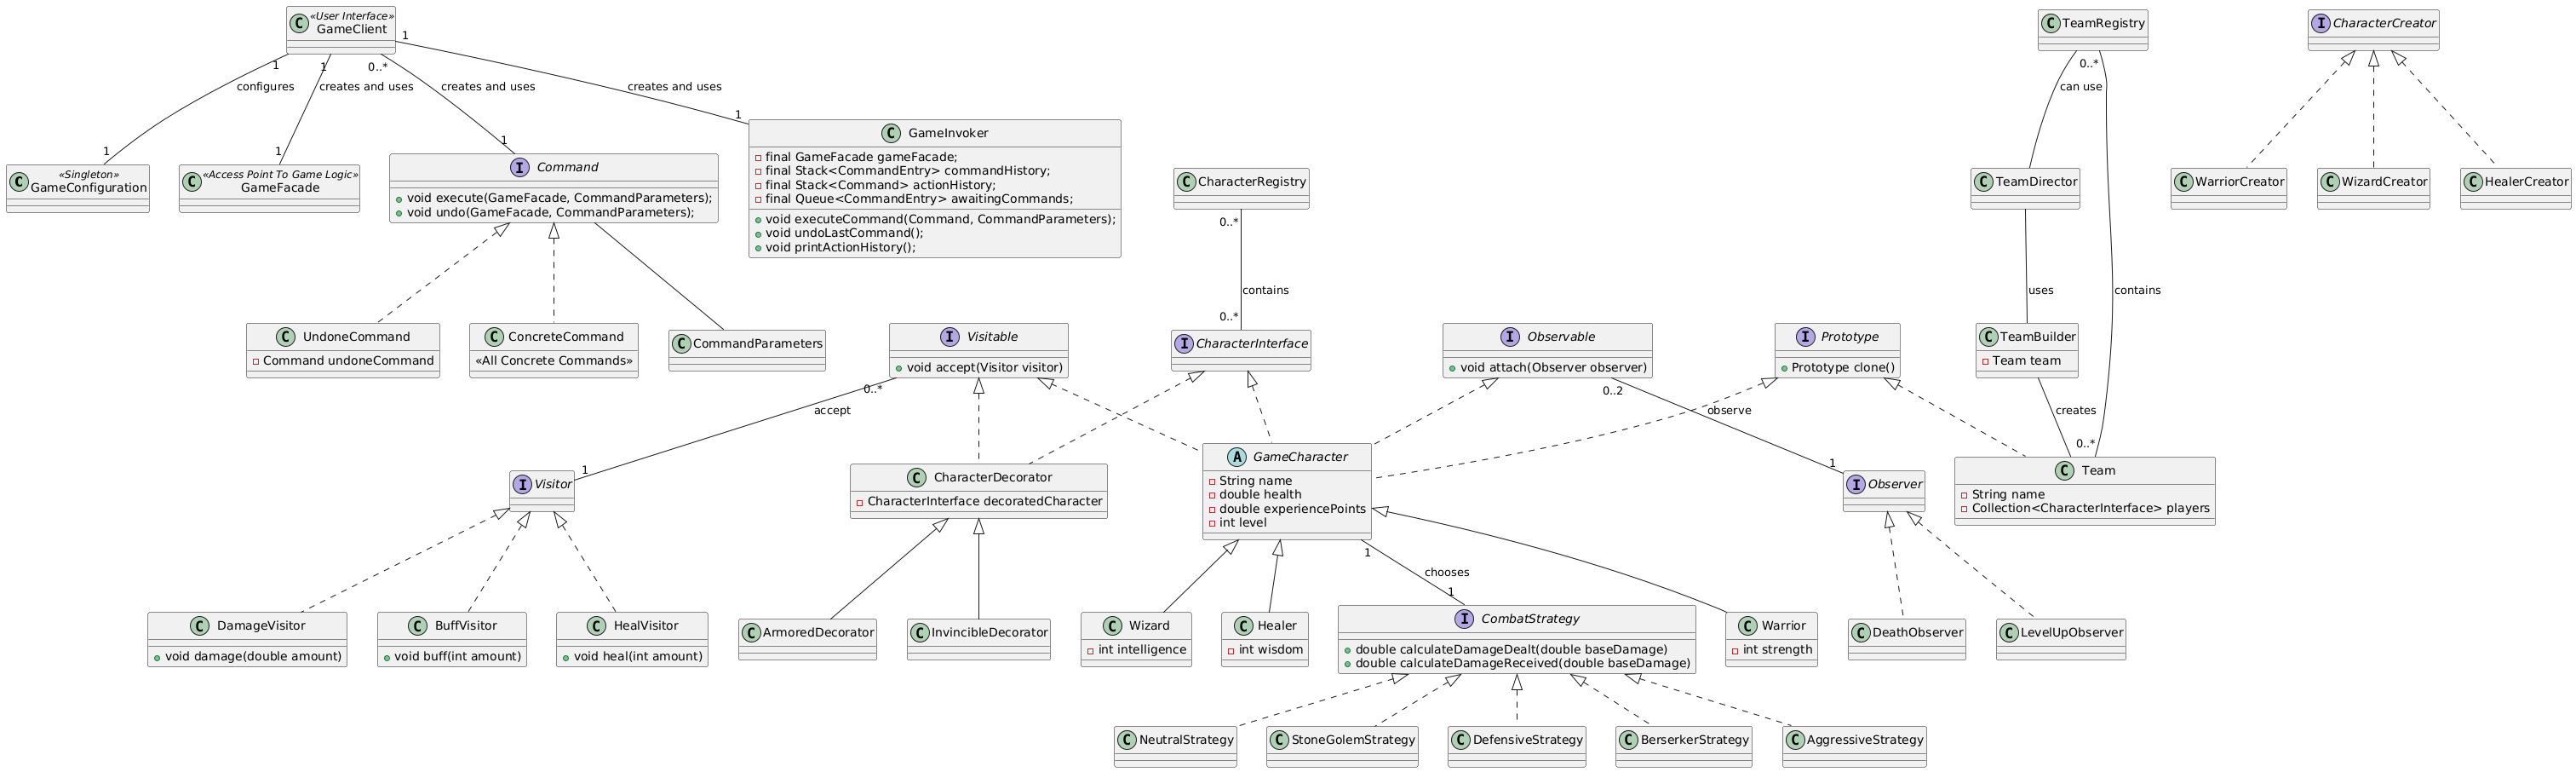 «User Interface»
GameClient
1
1
1
0..*
configures
creates and uses
creates and uses
creates and uses
1
1
1
1
«Singleton»
GameConfiguration
«Access Point To Game Logic»
GameFacade
Command
void execute(GameFacade, CommandParameters);
void undo(GameFacade, CommandParameters);
GameInvoker
final GameFacade gameFacade;
final Stack<CommandEntry> commandHistory;
final Stack<Command> actionHistory;
final Queue<CommandEntry> awaitingCommands;
void executeCommand(Command, CommandParameters);
void undoLastCommand();
void printActionHistory();
TeamRegistry
0..*
can use
contains
CharacterCreator
CharacterRegistry
0..*
contains
0..*
TeamDirector
uses
WarriorCreator
WizardCreator
HealerCreator
UndoneCommand
Command undoneCommand
ConcreteCommand
«All Concrete Commands»
CommandParameters
Visitable
void accept(Visitor visitor)
0..*
accept
1
CharacterInterface
Observable
void attach(Observer observer)
0..2
observe
1
Prototype
Prototype clone()
TeamBuilder
Team team
creates
0..*
Visitor
CharacterDecorator
CharacterInterface decoratedCharacter
GameCharacter
String name
double health
double experiencePoints
int level
1
chooses
1
Observer
Team
String name
Collection<CharacterInterface> players
DamageVisitor
void damage(double amount)
BuffVisitor
void buff(int amount)
HealVisitor
void heal(int amount)
ArmoredDecorator
InvincibleDecorator
Wizard
int intelligence
Healer
int wisdom
CombatStrategy
double calculateDamageDealt(double baseDamage)
double calculateDamageReceived(double baseDamage)
Warrior
int strength
DeathObserver
LevelUpObserver
NeutralStrategy
StoneGolemStrategy
DefensiveStrategy
BerserkerStrategy
AggressiveStrategy